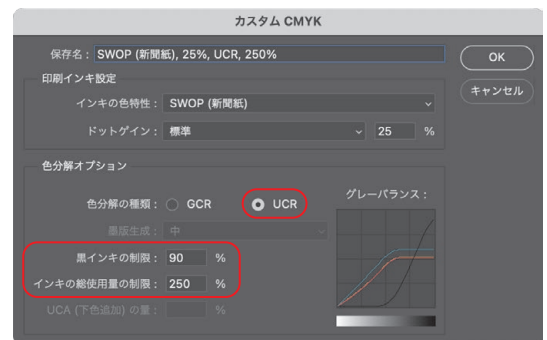 カスタム CMYK
保存名 : SWOP (新聞紙), 25%, UCR, 250%
OK
キャンセル
印刷インキ設定
インキの色特性 : SWOP (新聞紙)
ドットゲイン : 標準 25 %
色分解オプション
色分解の種類 : GCR UCR
グレーバランス :
墨版生成 : 中
黒インキの制限 : 90 %
インキの総使用量の制限 : 250 %
UCA (下色追加) の量 : %